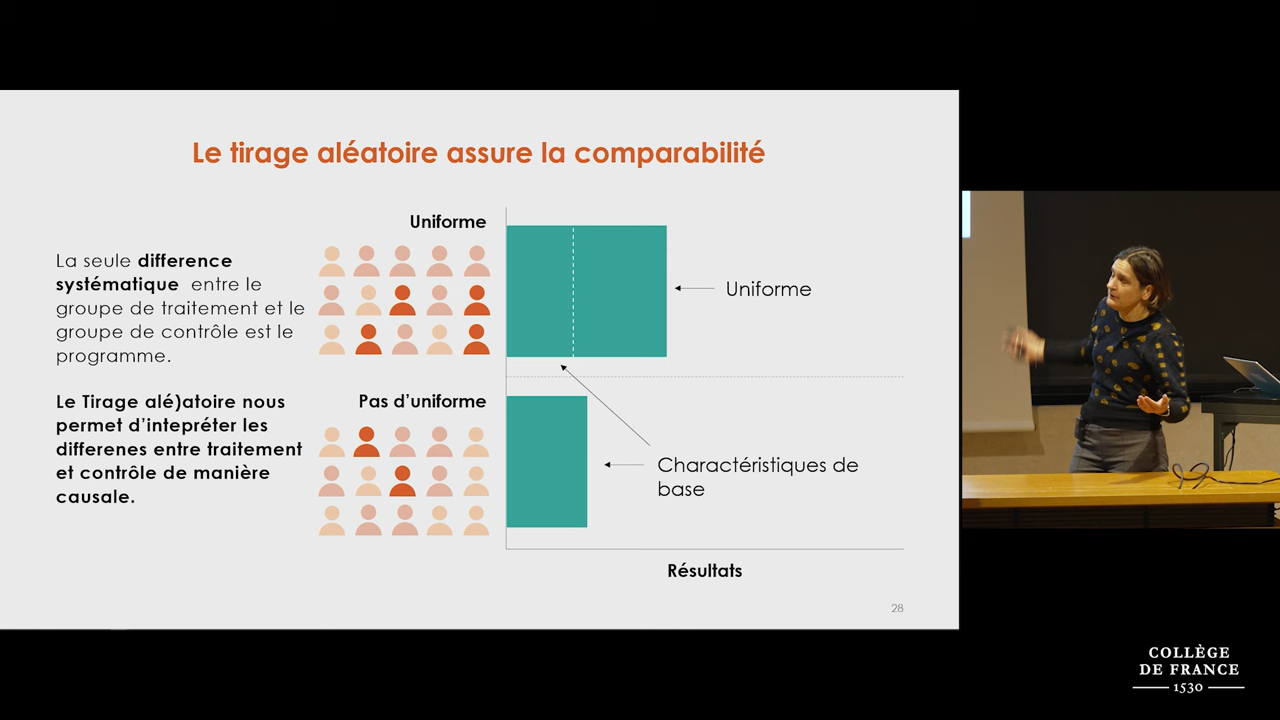 Le tirage aléatoire assure la comparabilité
La seule difference
systématique entre le
groupe de traitement et le
groupe de contrôle est le
programme.
Le Tirage alé)atoire nous
permet d'intepréter les
differenes entre traitement
et contrôle de manière
causale.
Uniforme
Uniforme
Pas d'uniforme
Charactéristiques de
base
Résultats
28
COLLÈGE
DE FRANCE
1530